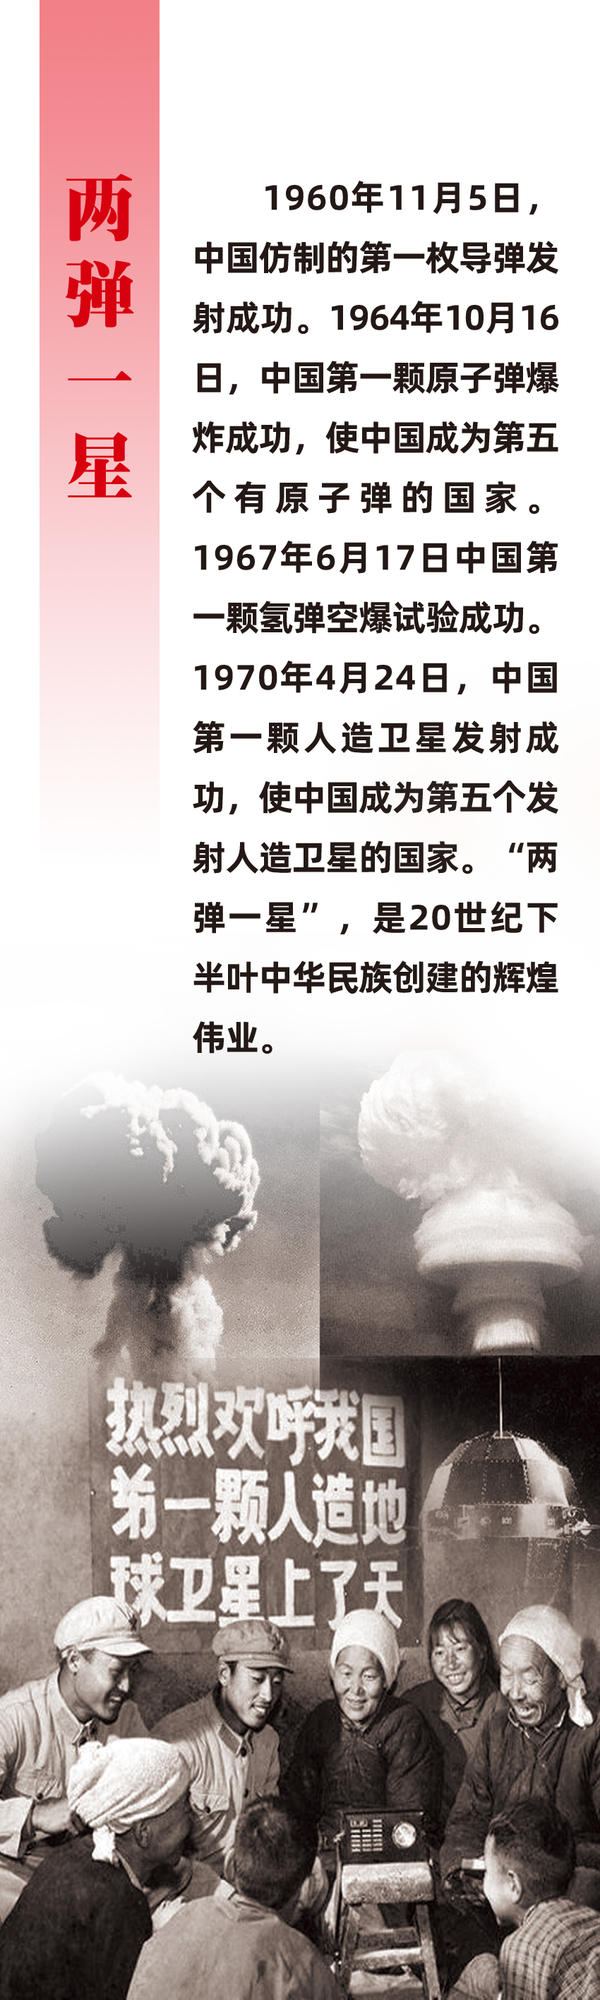 两弹一星
1960年11月5日，
中国仿制的第一枚导弹发
射成功。1964年10月16
日，中国第一颗原子弹爆
炸成功，使中国成为第五
个有原子弹的国家。
1967年6月17日中国第
一颗氢弹空爆试验成功。
1970年4月24日，中国
第一颗人造卫星发射成
功，使中国成为第五个发
射人造卫星的国家。“两
弹一星”，是20世纪下
半叶中华民族创建的辉煌
伟业。
热烈欢呼我国
第一颗人造地
球卫星上了天